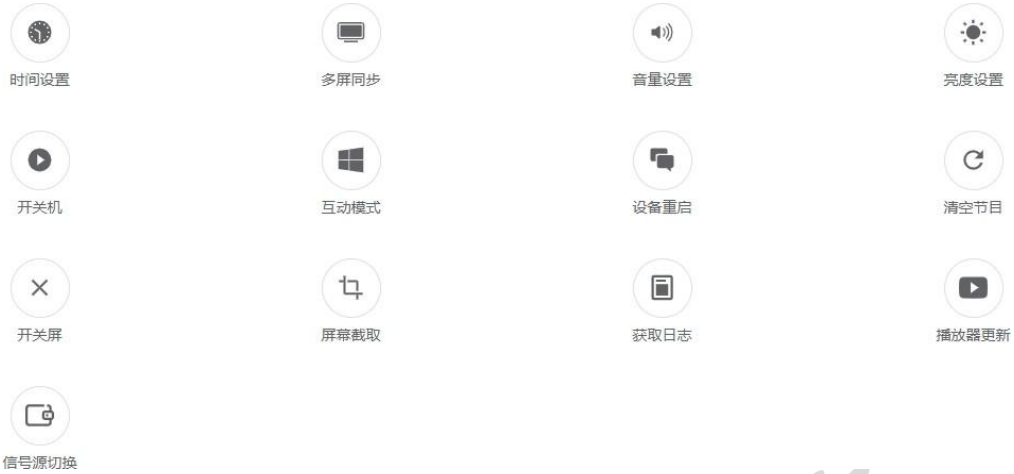 时间设置
多屏同步
音量设置
亮度设置
开关机
互动模式
设备重启
清空节目
开关屏
屏幕截取
获取日志
播放器更新
信号源切换